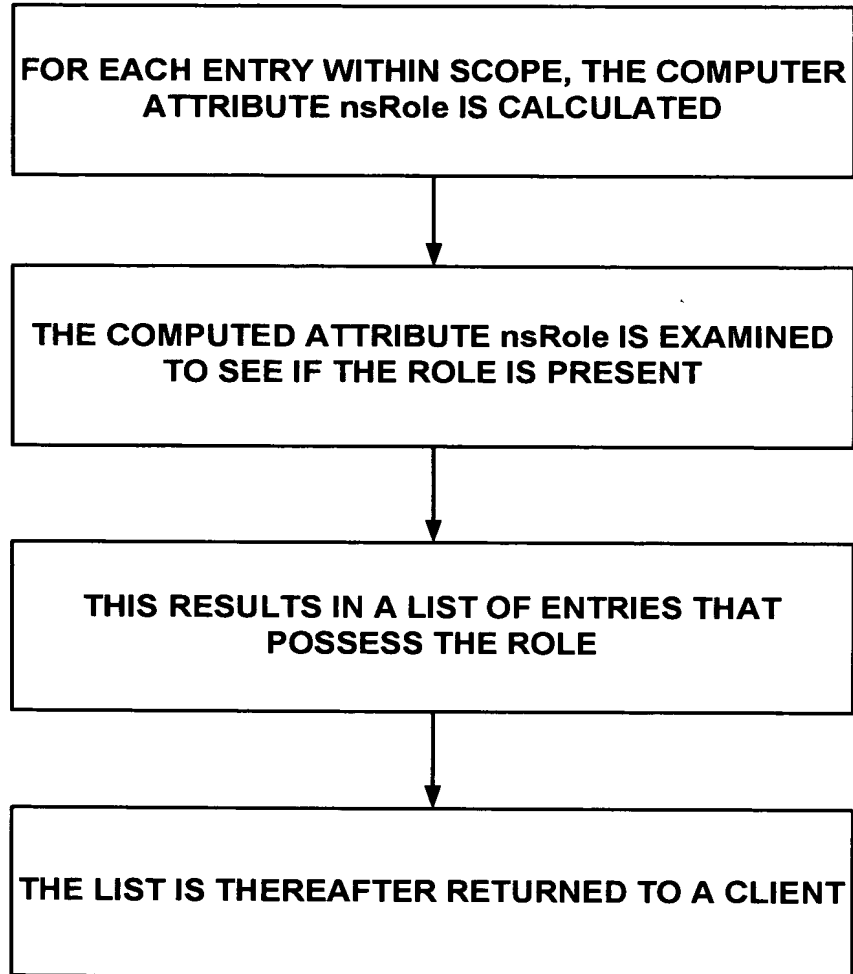 FOR EACH ENTRY WITHIN SCOPE, THE COMPUTER
ATTRIBUTE nsRole IS CALCULATED
THE COMPUTED ATTRIBUTE nsRole IS EXAMINED
TO SEE IF THE ROLE IS PRESENT
THIS RESULTS IN A LIST OF ENTRIES THAT
POSSESS THE ROLE
THE LIST IS THEREAFTER RETURNED TO A CLIENT